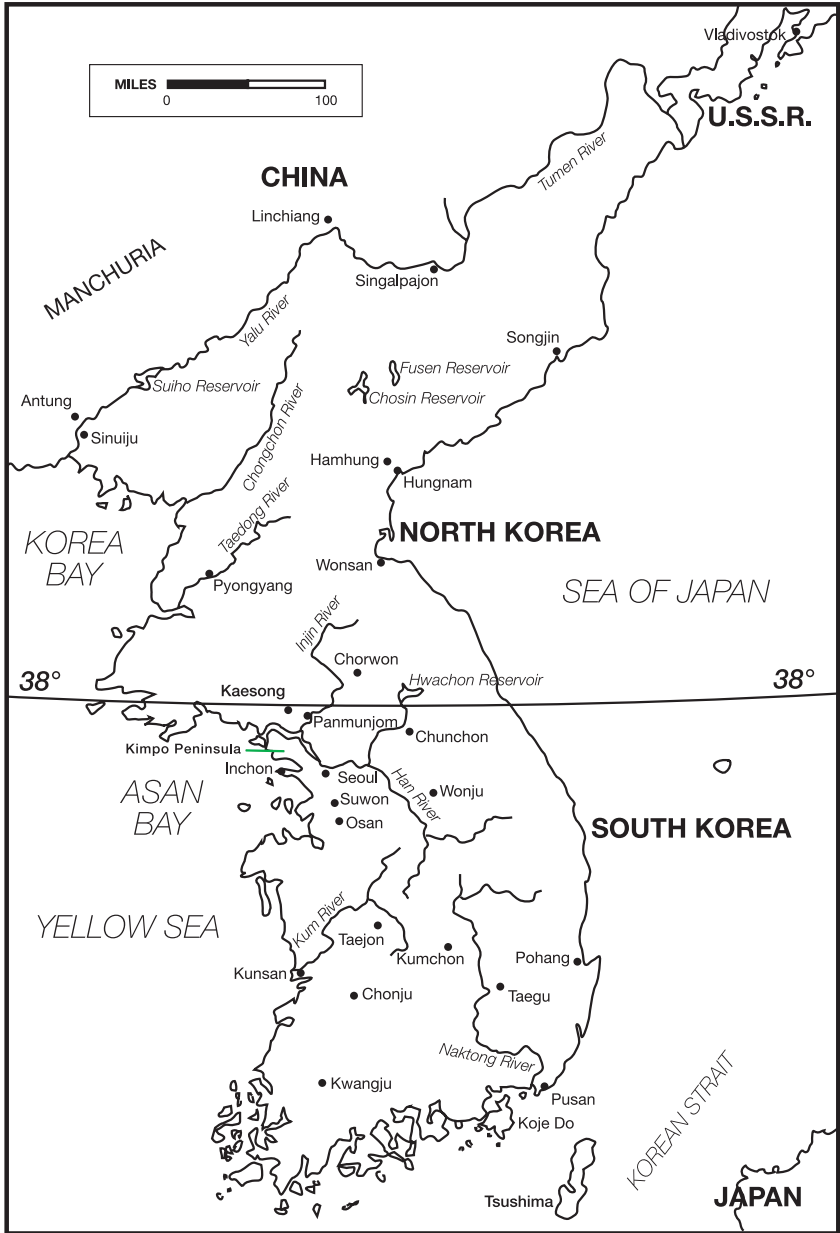 Vladivostok
MILES
0
100
U.S.S.R.
Tumen River
CHINA
Linchiang
MANCHURIA
Singalpajon
Yalu River
Songjin
Fusen Reservoir
Suiho Reservoir
Chosin Reservoir
Antung
Sinuiju
Chongchon River
Hamhung
Hungnam
Taedong River
NORTH KOREA
KOREA
BAY
Wonsan
Pyongyang
SEA OF JAPAN
Injin River
Chorwon
Hwachon Reservoir
38°
38°
Kaesong
Panmunjom
Chunchon
Kimpo Peninsula
Inchon
Seoul
Han River
ASAN
BAY
Suwon
Wonju
Osan
SOUTH KOREA
YELLOW SEA
Kum River
Taejon
Kumchon
Pohang
Kunsan
Taegu
Chonju
Naktong River
Kwangju
Pusan
Koje Do
KOREAN STRAIT
Tsushima
JAPAN